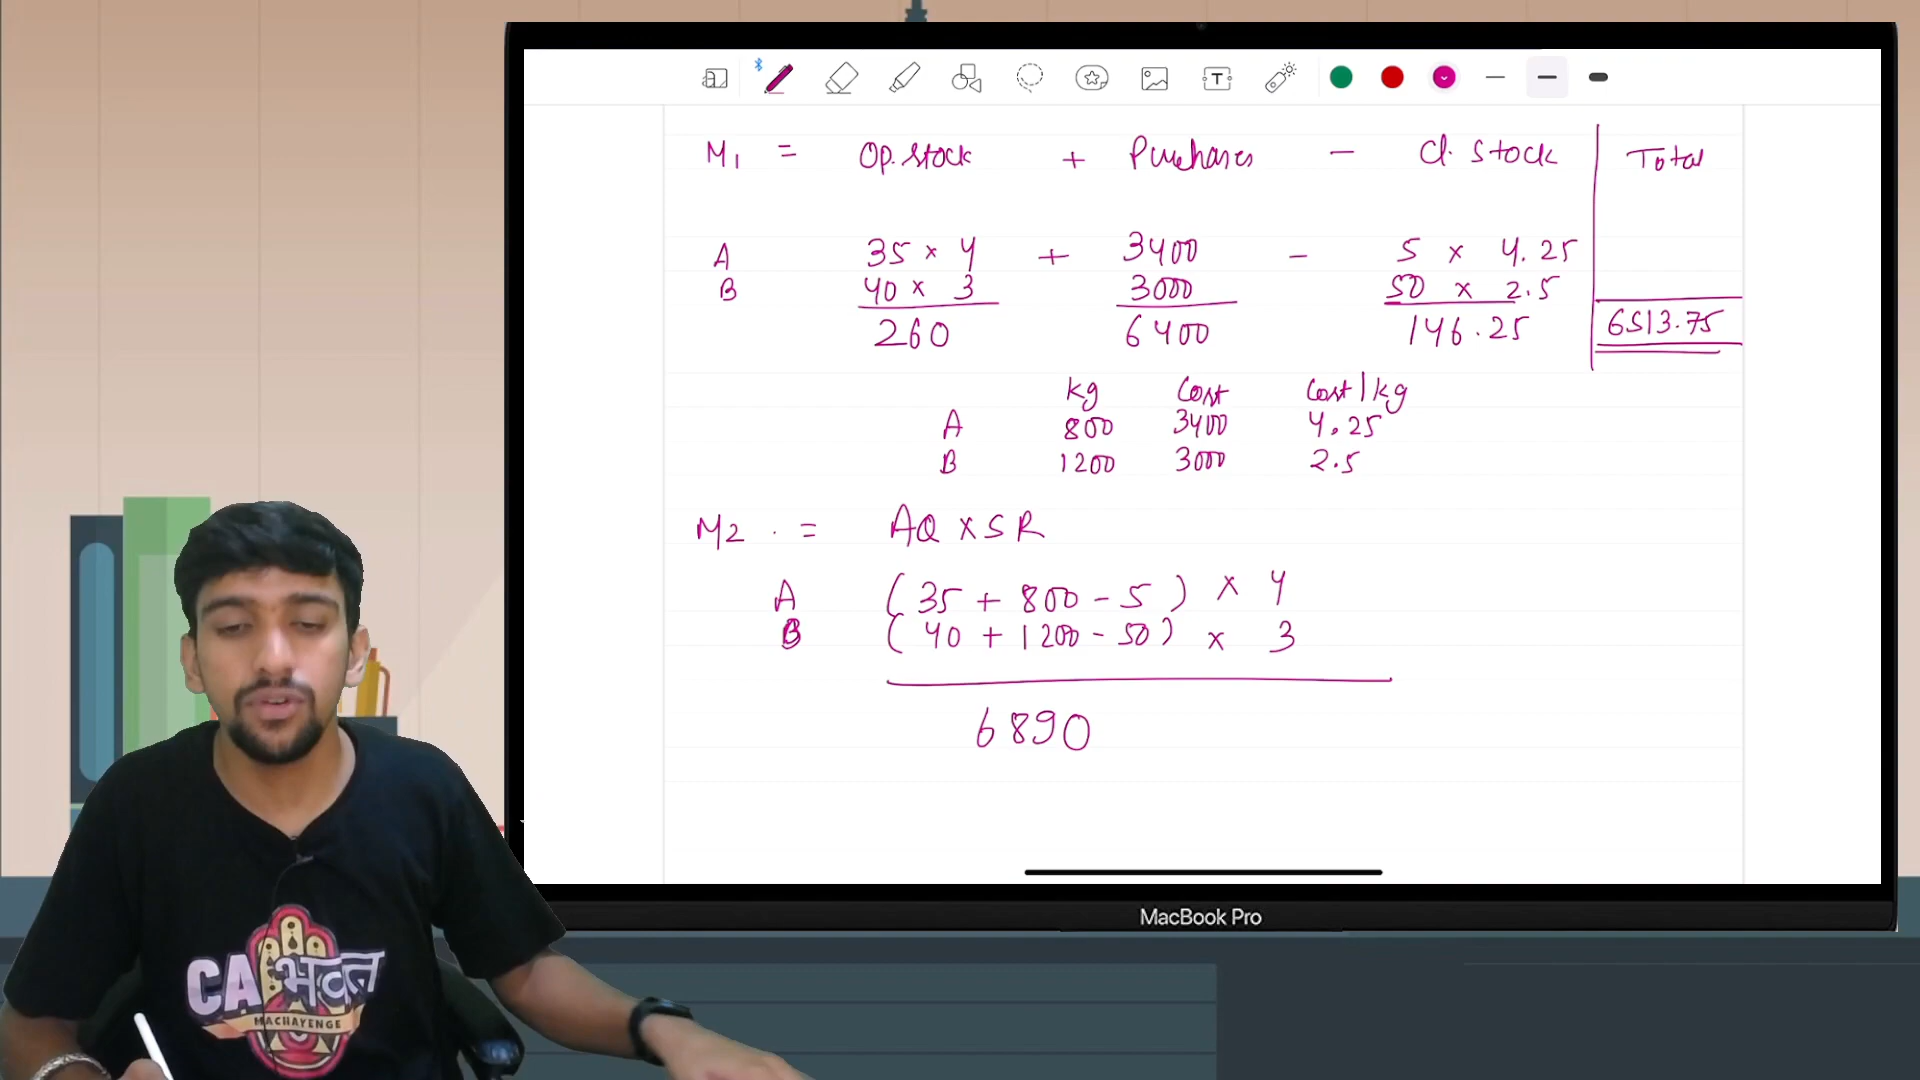 M1 = Op. Stock + Purchases - Cl. Stock Total
A 35 × 4 + 3400 - 5 × 4.25
B 40 × 3 3000 50 × 2.5
260 6400 146.25 6513.75
Kg Cost Cost/kg
A 800 3400 4.25
B 1200 3000 2.5
M2 = AQ × SR
A (35 + 800 - 5) × 4
B (40 + 1200 - 50) × 3
6890
MacBook Pro
CA भक्त
MACHAYENGE